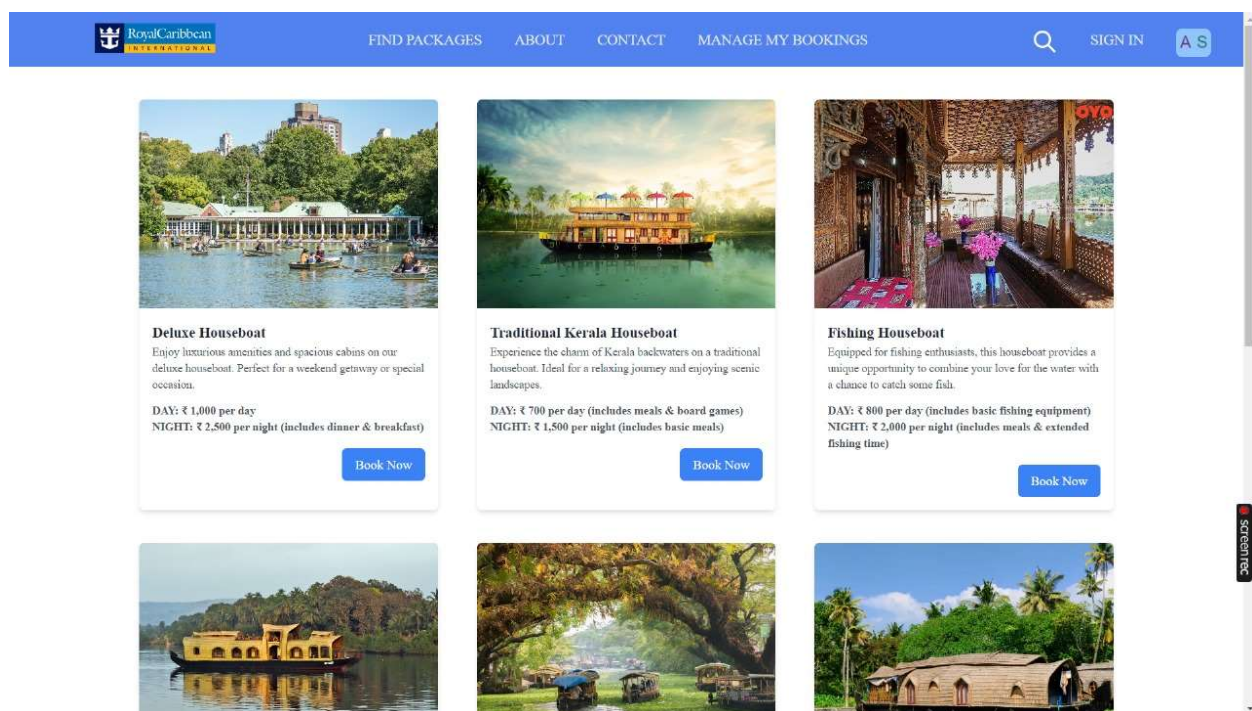 RoyalCaribbean
INTERNATIONAL
FIND PACKAGES
ABOUT
CONTACT
MANAGE MY BOOKINGS
SIGN IN
A S
OYO
Deluxe Houseboat
Enjoy luxurious amenities and spacious cabins on our
deluxe houseboat. Perfect for a weekend getaway or special
occasion.
DAY: ₹ 1,000 per day
NIGHT: ₹ 2,500 per night (includes dinner & breakfast)
Book Now
Traditional Kerala Houseboat
Experience the charm of Kerala backwaters on a traditional
houseboat. Ideal for a relaxing journey and enjoying scenic
landscapes.
DAY: ₹ 700 per day (includes meals & board games)
NIGHT: ₹ 1,500 per night (includes basic meals)
Book Now
Fishing Houseboat
Equipped for fishing enthusiasts, this houseboat provides a
unique opportunity to combine your love for the water with
a chance to catch some fish.
DAY: ₹ 800 per day (includes basic fishing equipment)
NIGHT: ₹ 2,000 per night (includes meals & extended
fishing time)
Book Now
screenrec